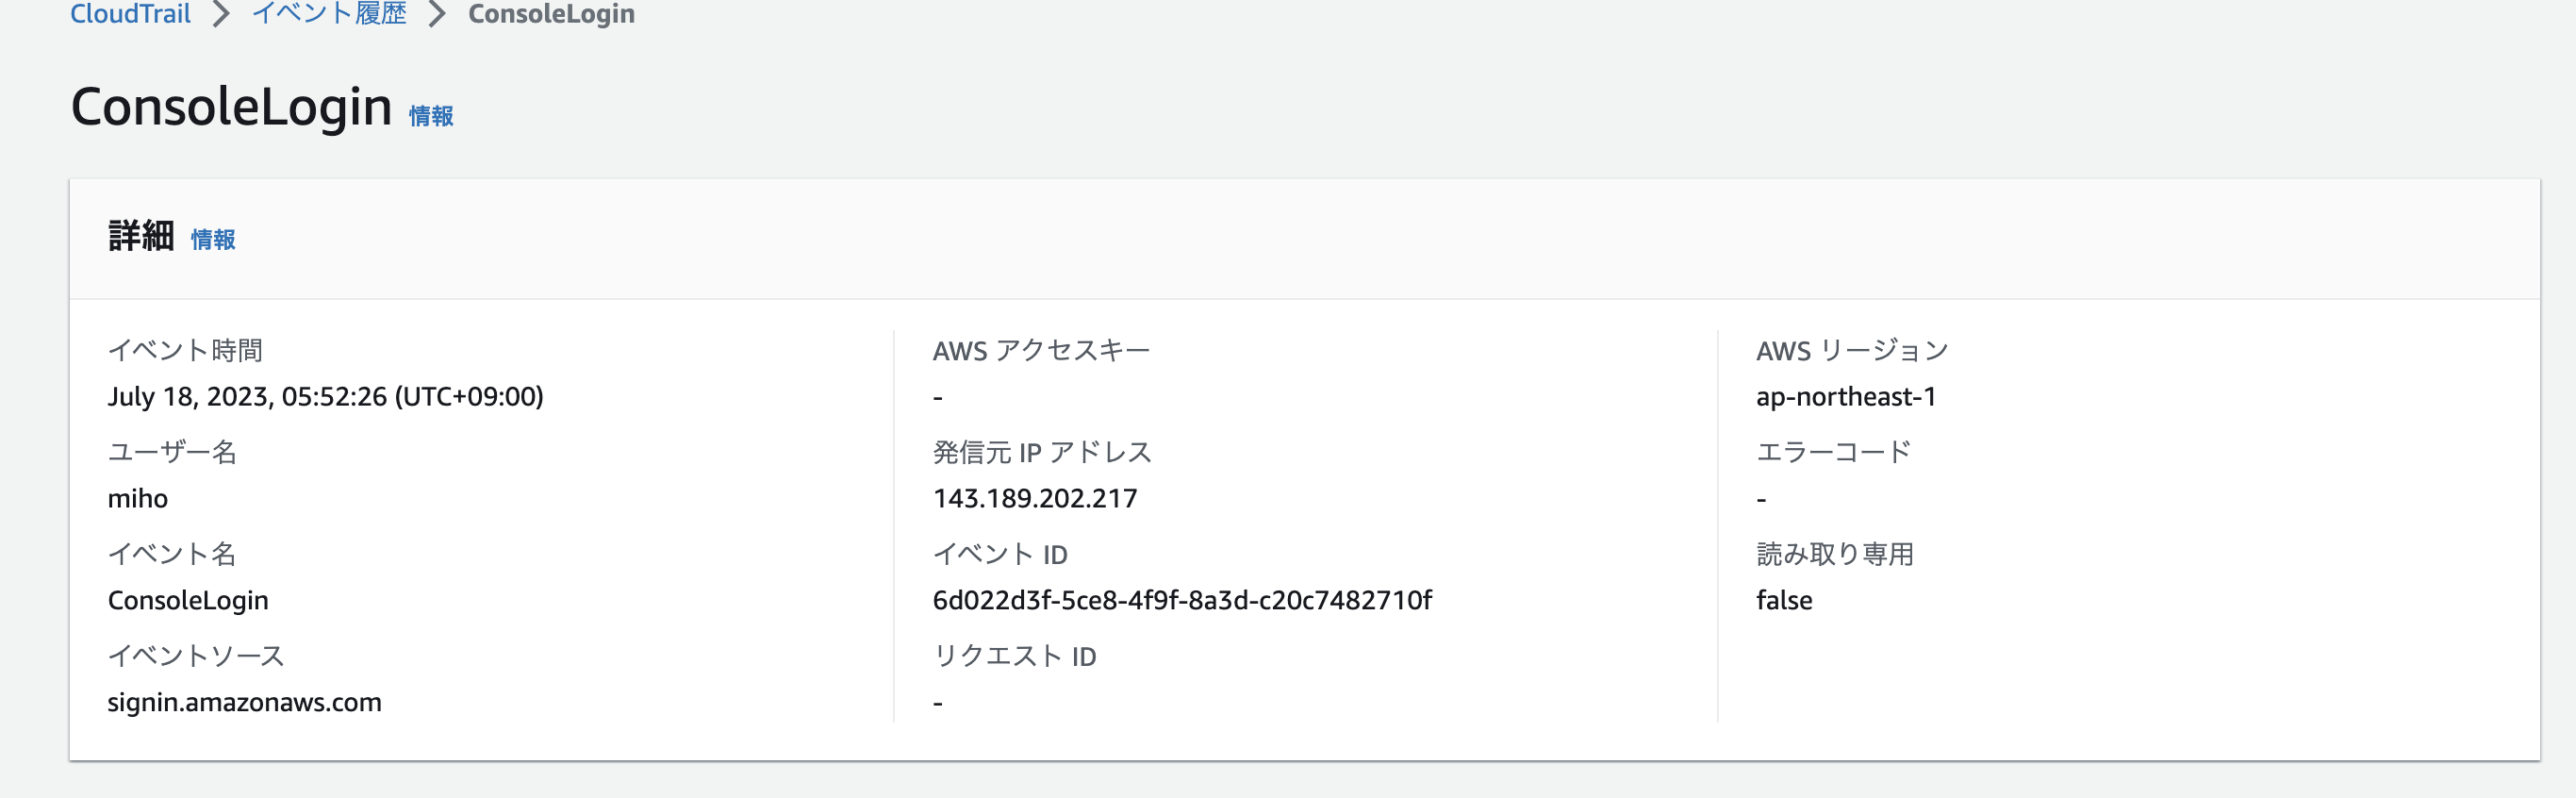 CloudTrail > イベント履歴 > ConsoleLogin
ConsoleLogin 情報
詳細 情報
イベント時間
July 18, 2023, 05:52:26 (UTC+09:00)
ユーザー名
miho
イベント名
ConsoleLogin
イベントソース
signin.amazonaws.com
AWS アクセスキー
-
発信元 IP アドレス
143.189.202.217
イベント ID
6d022d3f-5ce8-4f9f-8a3d-c20c7482710f
リクエスト ID
-
AWS リージョン
ap-northeast-1
エラーコード
-
読み取り専用
false